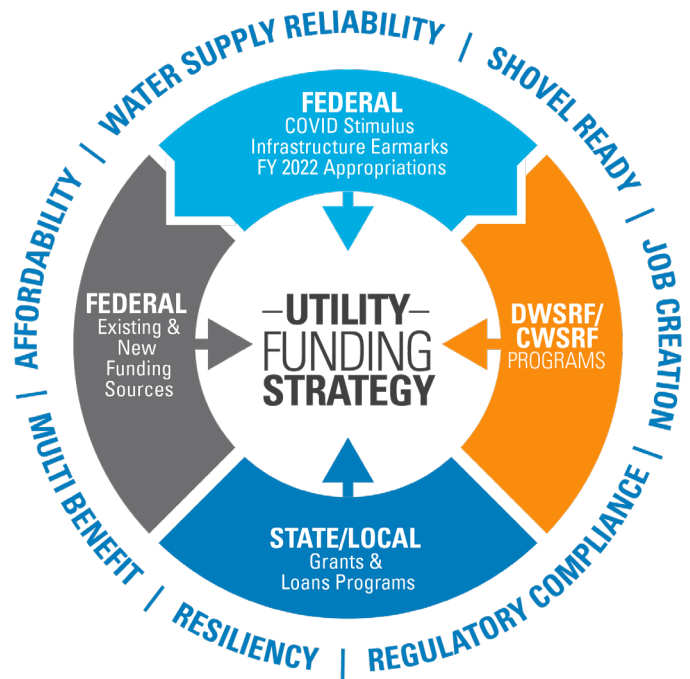 WATER SUPPLY RELIABILITY | SHOVEL READY | JOB CREATION | REGULATORY COMPLIANCE | RESILIENCY | MULTI BENEFIT | AFFORDABILITY |
FEDERAL
COVID Stimulus
Infrastructure Earmarks
FY 2022 Appropriations
DWSRF/
CWSRF
PROGRAMS
STATE/LOCAL
Grants &
Loans Programs
FEDERAL
Existing &
New
Funding
Sources
–UTILITY–
FUNDING
STRATEGY